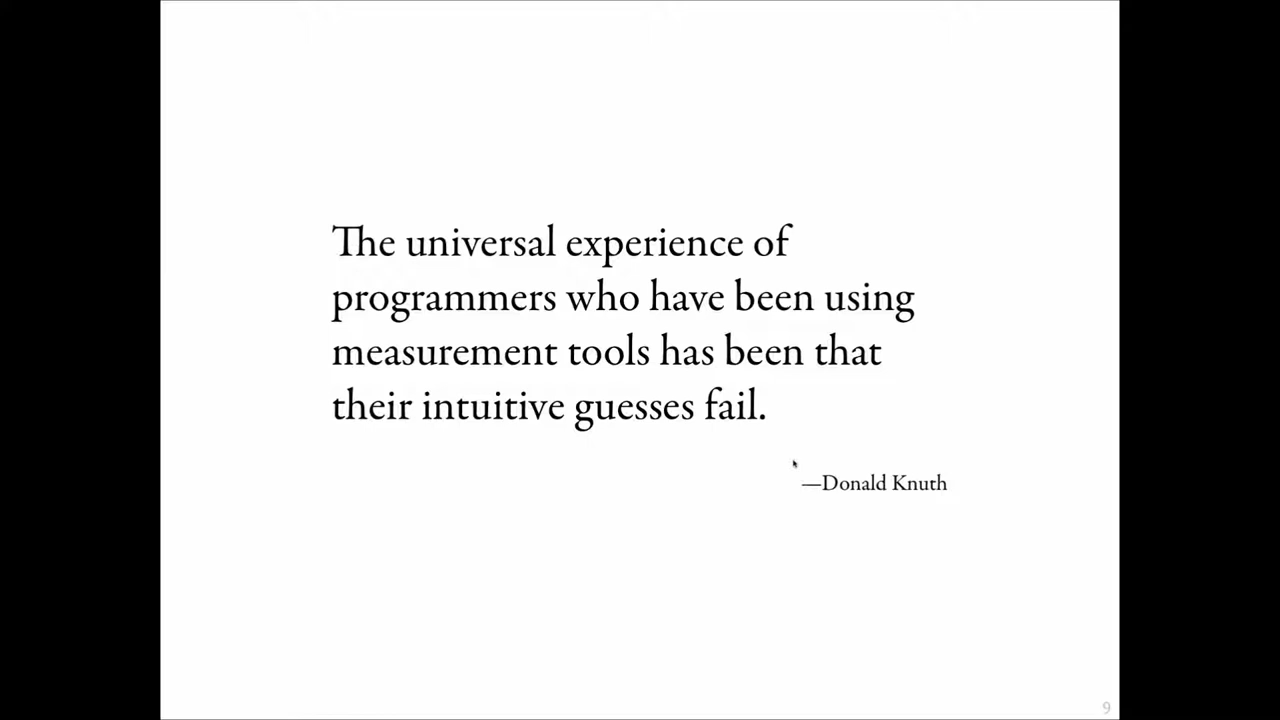 The universal experience of
programmers who have been using
measurement tools has been that
their intuitive guesses fail.
—Donald Knuth
9